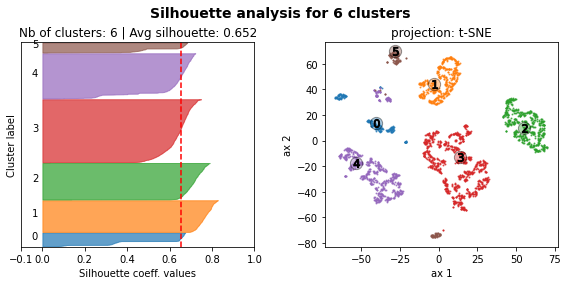 Silhouette analysis for 6 clusters
Nb of clusters: 6 | Avg silhouette: 0.652
5
4
3
2
1
0
Cluster label
-0.1 0.0 0.2 0.4 0.6 0.8 1.0
Silhouette coeff. values
projection: t-SNE
60
40
20
0
−20
−40
−60
−80
ax 2
5
1
0
2
3
4
−50 −25 0 25 50 75
ax 1